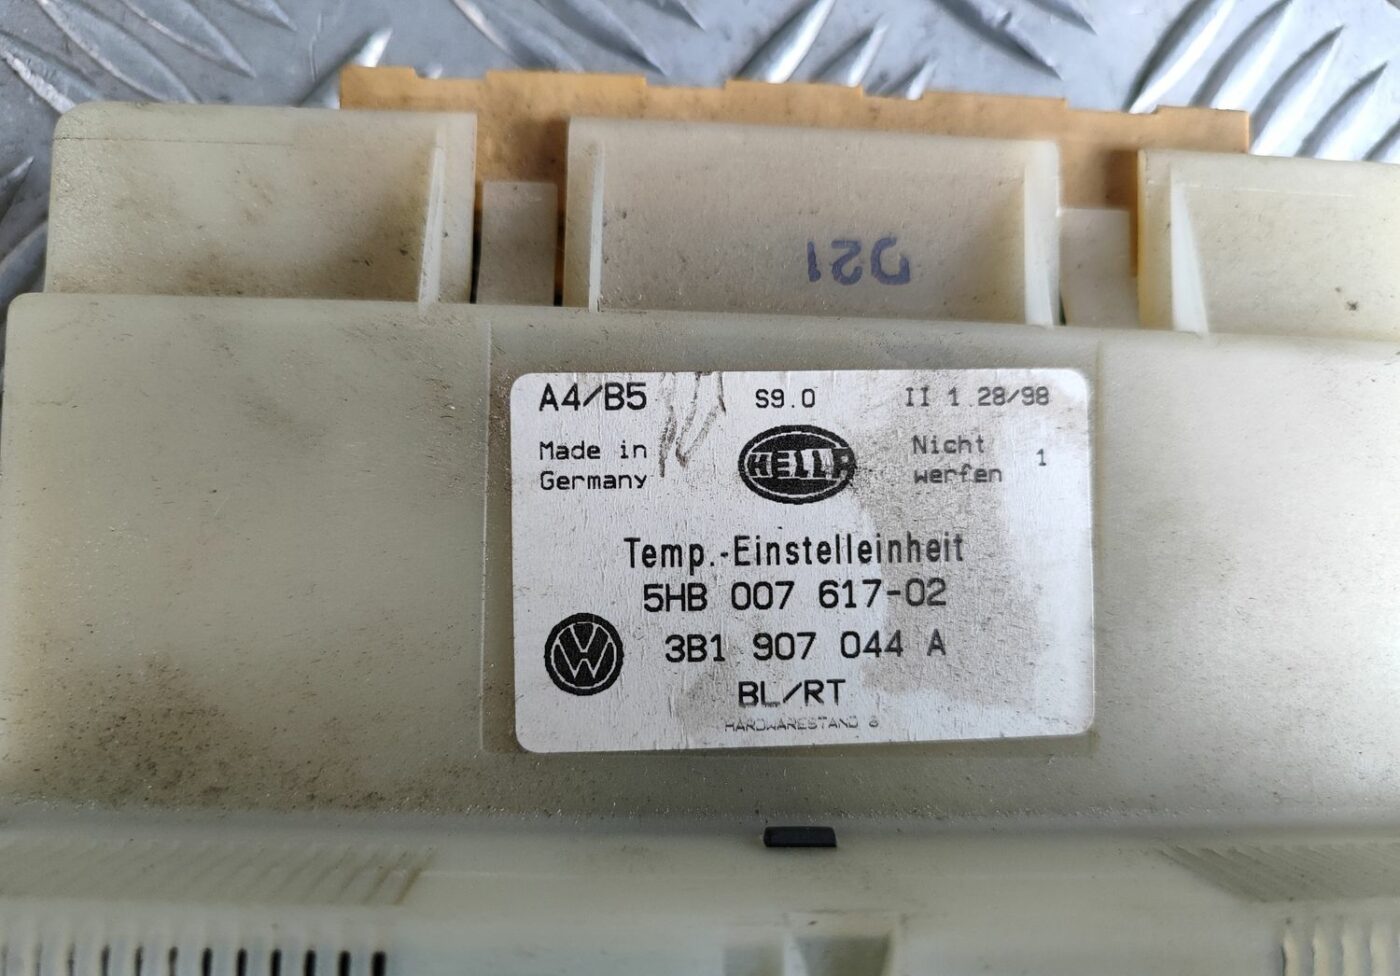 D21
A4/B5 S9.0 II 1.28/98
Made in Germany
HELLA
Nicht werfen 1
Temp.-Einstelleinheit
5HB 007 617-02
VW 3B1 907 044 A
BL/RT
HARDWARESTAND 6